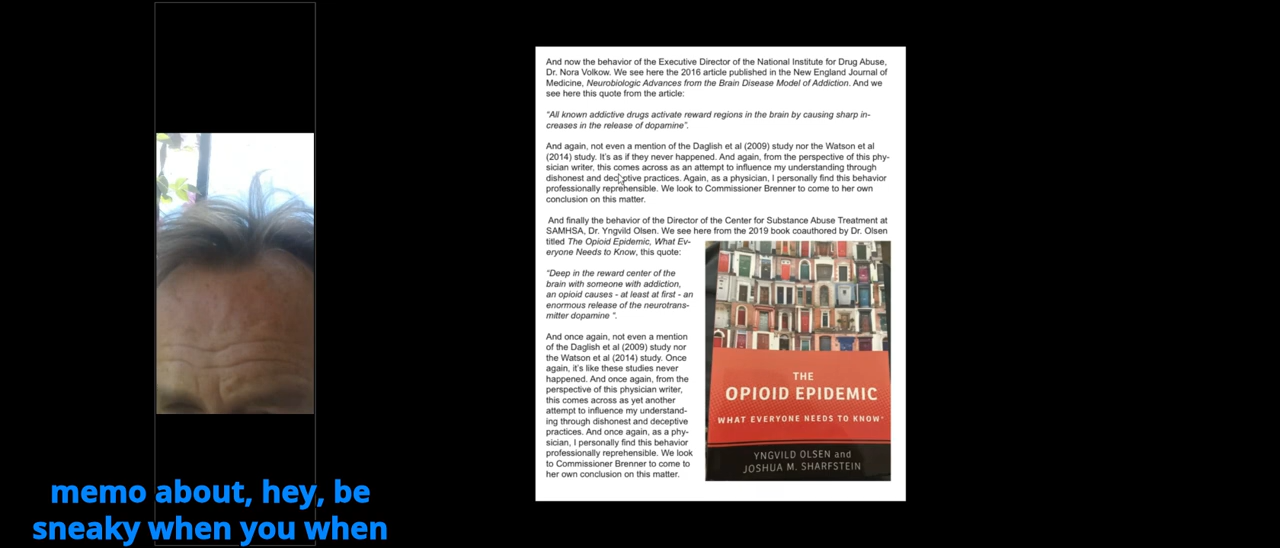 And now the behavior of the Executive Director of the National Institute for Drug Abuse,
Dr. Nora Volkow. We see here the 2016 article published in the New England Journal of
Medicine, Neurobiologic Advances from the Brain Disease Model of Addiction. And we
see here this quote from the article:
“All known addictive drugs activate reward regions in the brain by causing sharp in-
creases in the release of dopamine”.
And again, not even a mention of the Daglish et al (2009) study nor the Watson et al
(2014) study. It’s as if they never happened. And again, from the perspective of this phy-
sician writer, this comes across as an attempt to influence my understanding through
dishonest and deceptive practices. Again, as a physician, I personally find this behavior
professionally reprehensible. We look to Commissioner Brenner to come to her own
conclusion on this matter.
And finally the behavior of the Director of the Center for Substance Abuse Treatment at
SAMHSA, Dr. Yngvild Olsen. We see here from the 2019 book coauthored by Dr. Olsen
titled The Opioid Epidemic, What Ev-
eryone Needs to Know, this quote:
“Deep in the reward center of the
brain with someone with addiction,
an opioid causes - at least at first - an
enormous release of the neurotrans-
mitter dopamine “.
And once again, not even a mention
of the Daglish et al (2009) study nor
the Watson et al (2014) study. Once
again, it’s like these studies never
happened. And once again, from the
perspective of this physician writer,
this comes across as yet another
attempt to influence my understand-
ing through dishonest and deceptive
practices. And once again, as a phy-
sician, I personally find this behavior
professionally reprehensible. We look
to Commissioner Brenner to come to
her own conclusion on this matter.
THE
OPIOID EPIDEMIC
WHAT EVERYONE NEEDS TO KNOW®
YNGVILD OLSEN and
JOSHUA M. SHARFSTEIN
memo about, hey, be
sneaky when you when